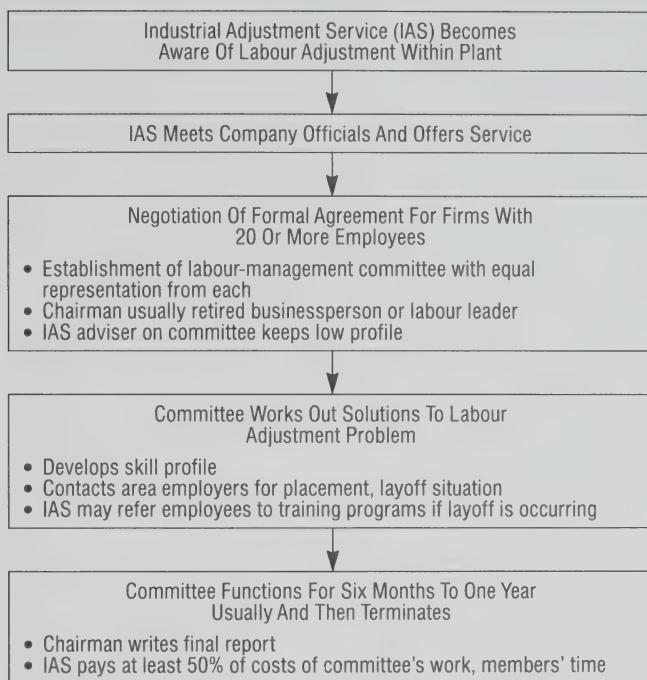 Industrial Adjustment Service (IAS) Becomes
Aware Of Labour Adjustment Within Plant
IAS Meets Company Officials And Offers Service
Negotiation Of Formal Agreement For Firms With
20 Or More Employees
• Establishment of labour-management committee with equal
representation from each
• Chairman usually retired businessperson or labour leader
• IAS adviser on committee keeps low profile
Committee Works Out Solutions To Labour
Adjustment Problem
• Develops skill profile
• Contacts area employers for placement, layoff situation
• IAS may refer employees to training programs if layoff is occurring
Committee Functions For Six Months To One Year
Usually And Then Terminates
• Chairman writes final report
• IAS pays at least 50% of costs of committee's work, members' time